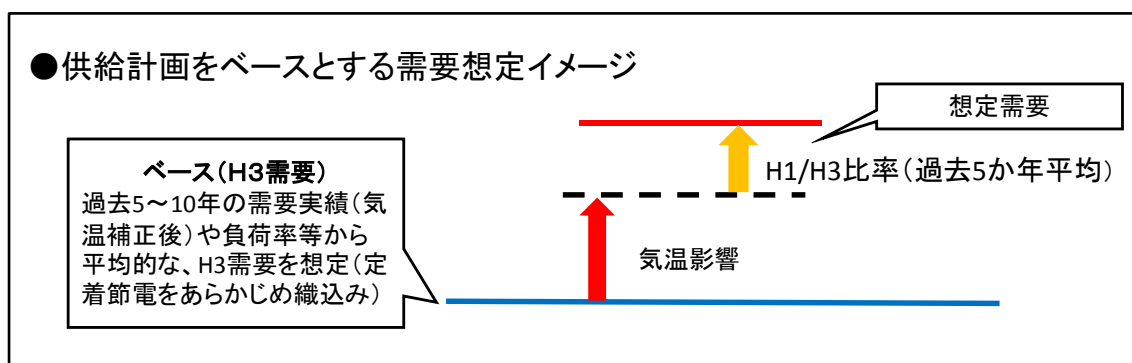 ●供給計画をベースとする需要想定イメージ
想定需要
ベース(H3需要)
過去5~10年の需要実績(気
温補正後)や負荷率等から
平均的な、H3需要を想定(定
着節電をあらかじめ織込み)
H1/H3比率(過去5か年平均)
気温影響